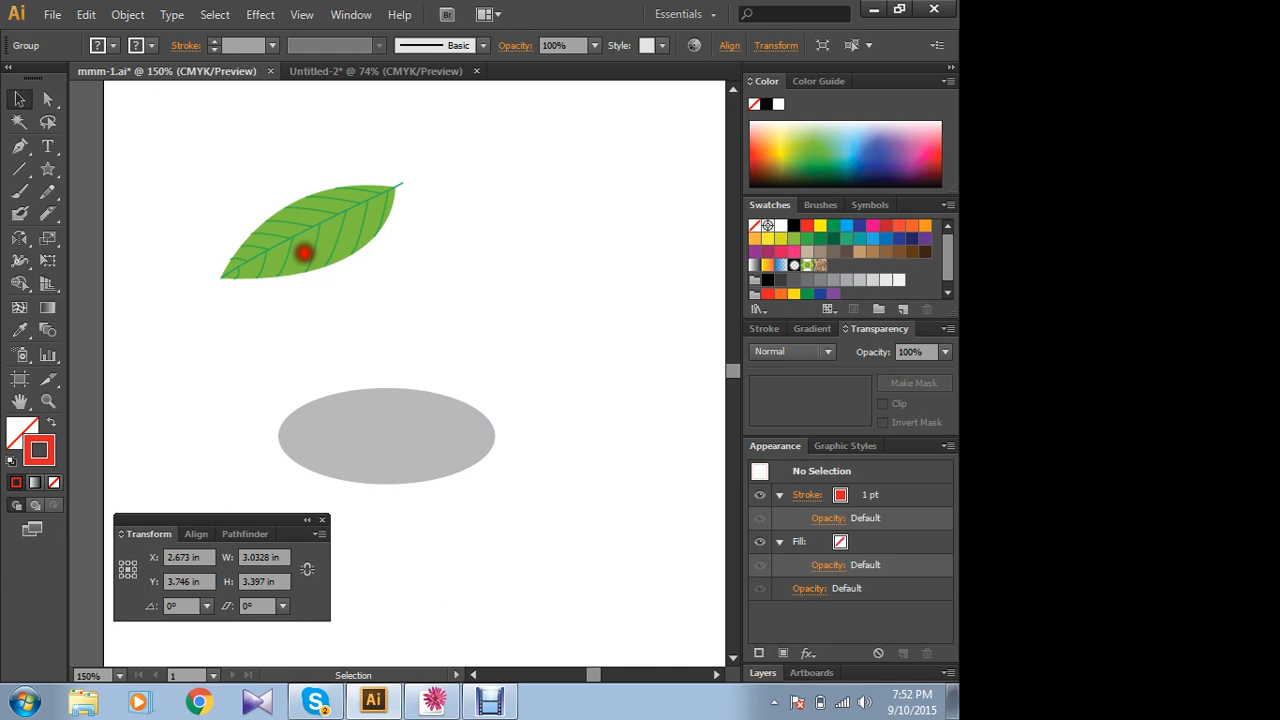 Ai File Edit Object Type Select Effect View Window Help Br Essentials
Group Stroke: Basic Opacity: 100% Style: Align Transform
mmm-1.ai* @ 150% (CMYK/Preview) × Untitled-2* @ 74% (CMYK/Preview) ×
Color Color Guide
Swatches Brushes Symbols
Stroke Gradient Transparency
Normal Opacity: 100%
Make Mask
Clip
Invert Mask
Appearance Graphic Styles
No Selection
Stroke: 1 pt
Opacity: Default
Fill:
Opacity: Default
Opacity: Default
Transform Align Pathfinder
X: 2.673 in W: 3.0328 in
Y: 3.746 in H: 3.397 in
0° 0°
fx
Layers Artboards
150% 1 Selection
2 Ai
7:52 PM
9/10/2015